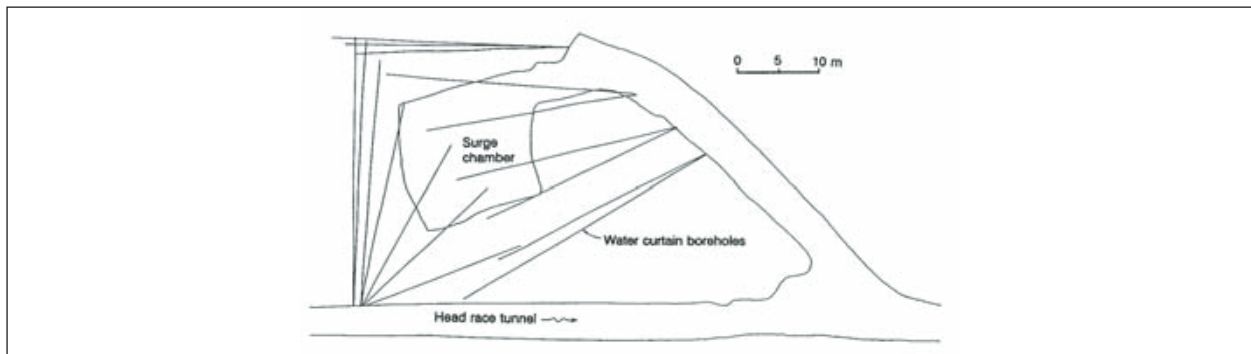 0 5 10 m
Surge
chamber
Water curtain boreholes
Head race tunnel